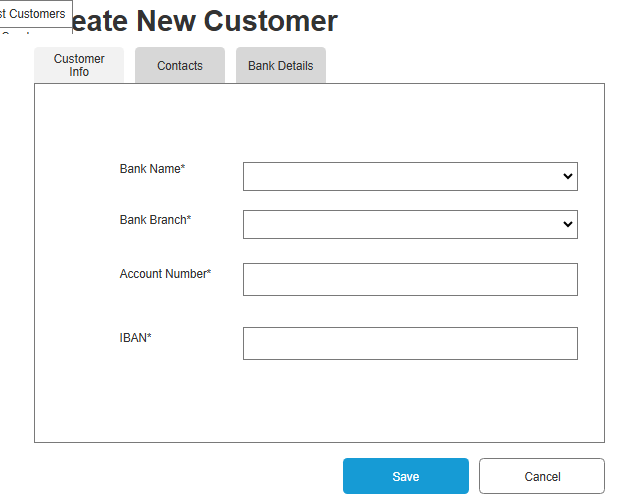 st Customers
eate New Customer
Customer
Info
Contacts
Bank Details
Bank Name*
Bank Branch*
Account Number*
IBAN*
Save
Cancel